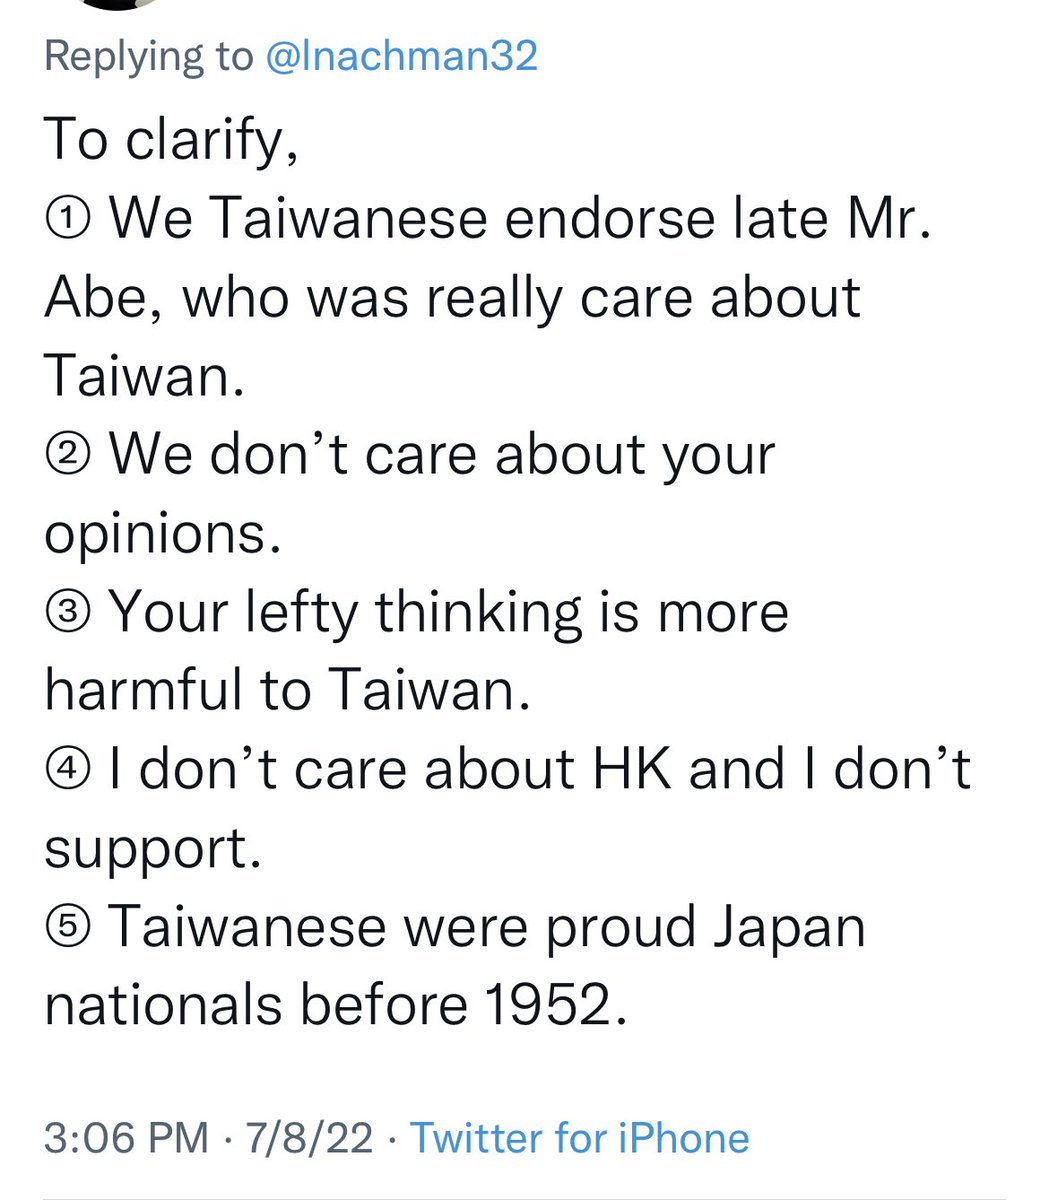 Replying to @lnachman32
To clarify,
① We Taiwanese endorse late Mr.
Abe, who was really care about
Taiwan.
② We don’t care about your
opinions.
③ Your lefty thinking is more
harmful to Taiwan.
④ I don’t care about HK and I don’t
support.
⑤ Taiwanese were proud Japan
nationals before 1952.
3:06 PM · 7/8/22 · Twitter for iPhone